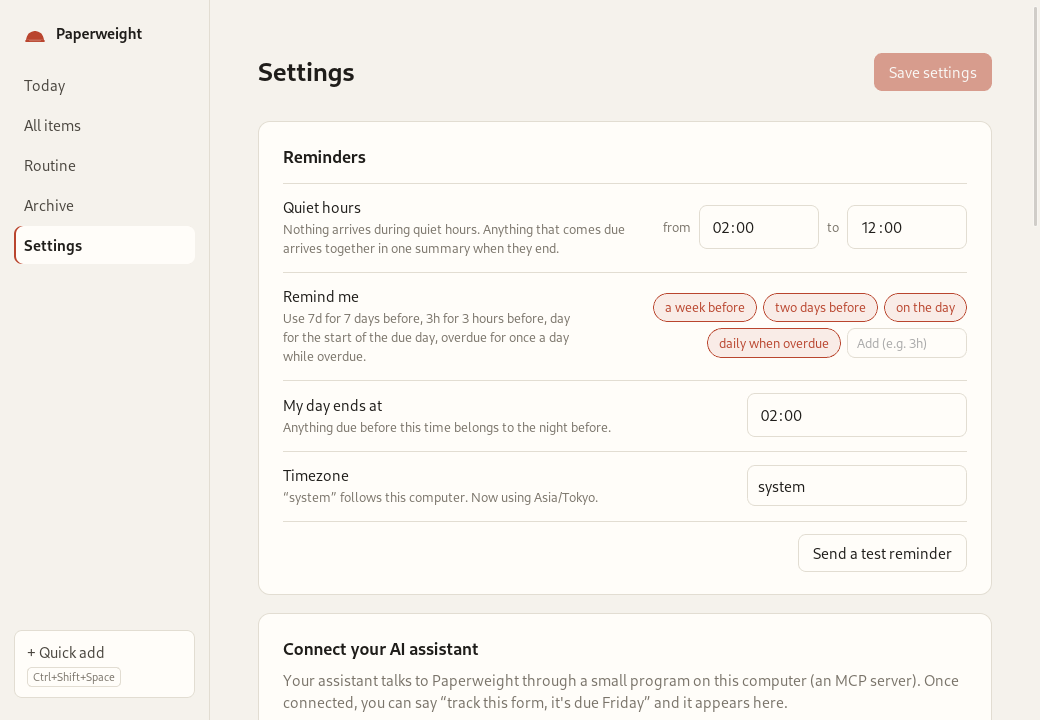 Paperweight
Today
All items
Routine
Archive
Settings
+ Quick add
Ctrl+Shift+Space
Settings
Save settings
Reminders
Quiet hours
Nothing arrives during quiet hours. Anything that comes due
arrives together in one summary when they end.
from 02:00 to 12:00
Remind me
Use 7d for 7 days before, 3h for 3 hours before, day
for the start of the due day, overdue for once a day
while overdue.
a week before two days before on the day
daily when overdue Add (e.g. 3h)
My day ends at
Anything due before this time belongs to the night before.
02:00
Timezone
“system” follows this computer. Now using Asia/Tokyo.
system
Send a test reminder
Connect your AI assistant
Your assistant talks to Paperweight through a small program on this computer (an MCP server). Once
connected, you can say “track this form, it's due Friday” and it appears here.